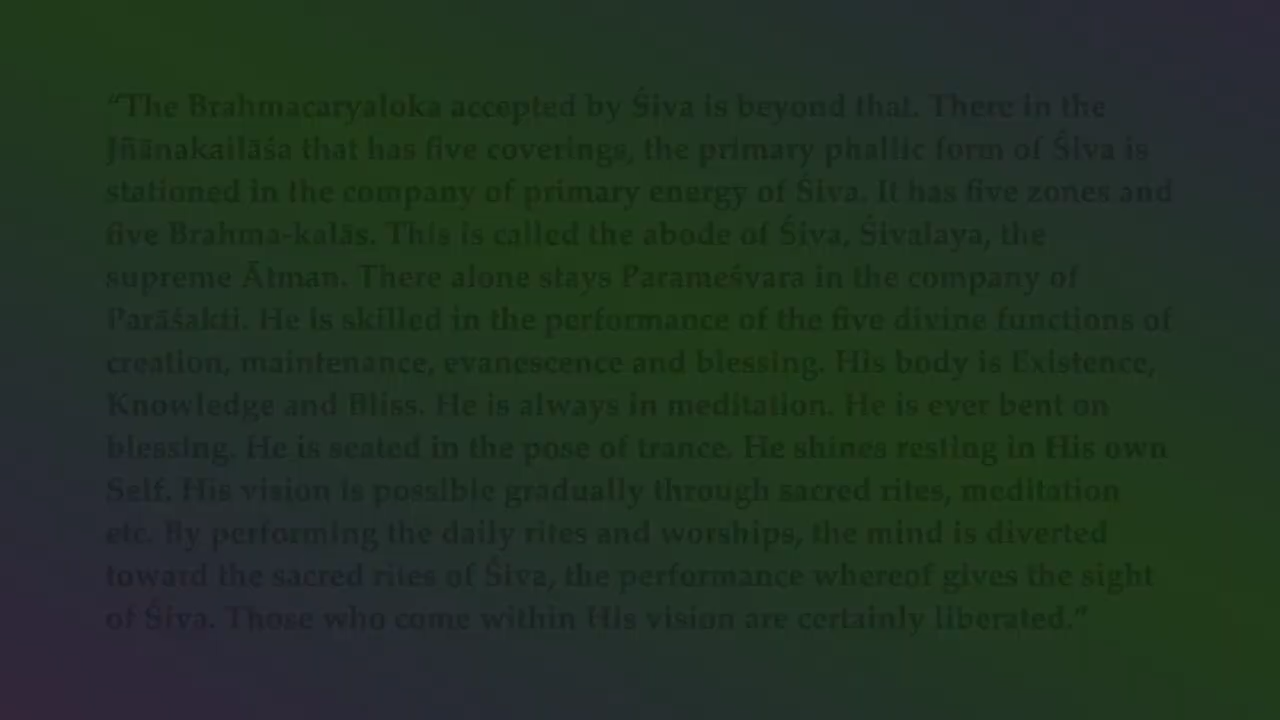 “The Brahmacaryaloka accepted by Śiva is beyond that. There in the
Jñānakailāśa that has five coverings, the primary phallic form of Śiva is
stationed in the company of primary energy of Śiva. It has five zones and
five Brahma-kalās. This is called the abode of Śiva, Śivalaya, the
supreme Ātman. There alone stays Parameśvara in the company of
Parāśakti. He is skilled in the performance of the five divine functions of
creation, maintenance, evanescence and blessing. His body is Existence,
Knowledge and Bliss. He is always in meditation. He is ever bent on
blessing. He is seated in the pose of trance. He shines resting in His own
Self. His vision is possible gradually through sacred rites, meditation
etc. By performing the daily rites and worships, the mind is diverted
toward the sacred rites of Śiva, the performance whereof gives the sight
of Śiva. Those who come within His vision are certainly liberated.”